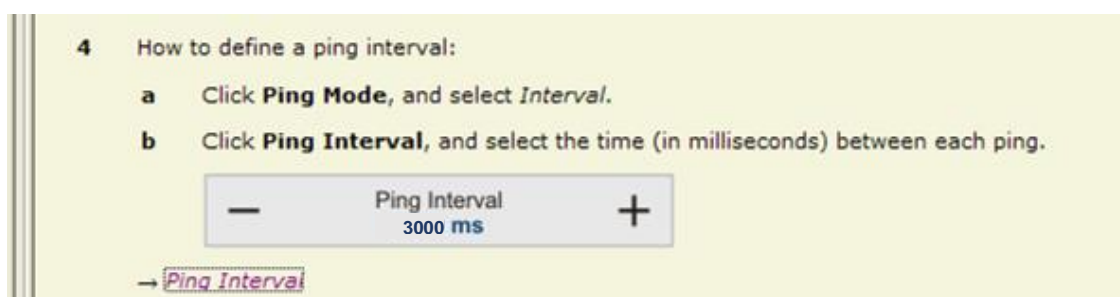 4 How to define a ping interval:
a Click Ping Mode, and select Interval.
b Click Ping Interval, and select the time (in milliseconds) between each ping.
− Ping Interval +
3000 ms
→ Ping Interval